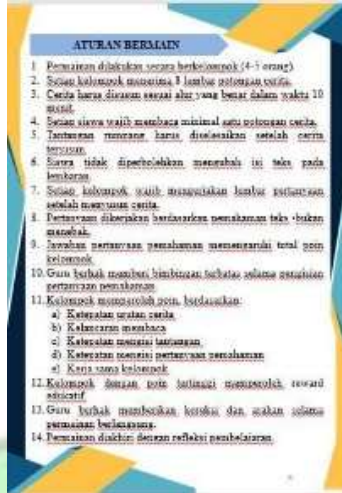 ATURAN BERMAIN
1. Permainan dilakukan secara berkelompok (4-5 orang).
2. Setiap kelompok menerima 8 lembar potongan cerita.
3. Cerita harus disusun sesuai alur yang benar dalam waktu 10
menit.
4. Setiap siswa wajib membaca minimal satu potongan cerita.
5. Tantangan rumpang harus diselesaikan setelah cerita
tersusun.
6. Siswa tidak diperbolehkan mengubah isi teks pada
lembaran.
7. Setiap kelompok wajib mengerjakan lembar pertanyaan
setelah menyusun cerita.
8. Pertanyaan dikerjakan berdasarkan pemahaman teks, bukan
menebak.
9. Jawaban pertanyaan pemahaman memengaruhi total poin
kelompok.
10. Guru berhak memberi bimbingan terbatas selama pengisian
pertanyaan pemahaman.
11. Kelompok memperoleh poin, berdasarkan:
a) Ketepatan urutan cerita
b) Kelancaran membaca
c) Ketepatan mengisi tantangan
d) Ketepatan mengisi pertanyaan pemahaman
e) Kerja sama kelompok
12. Kelompok dengan poin tertinggi memperoleh reward
edukatif.
13. Guru berhak memberikan koreksi dan arahan selama
permainan berlangsung.
14. Permainan diakhiri dengan refleksi pembelajaran.